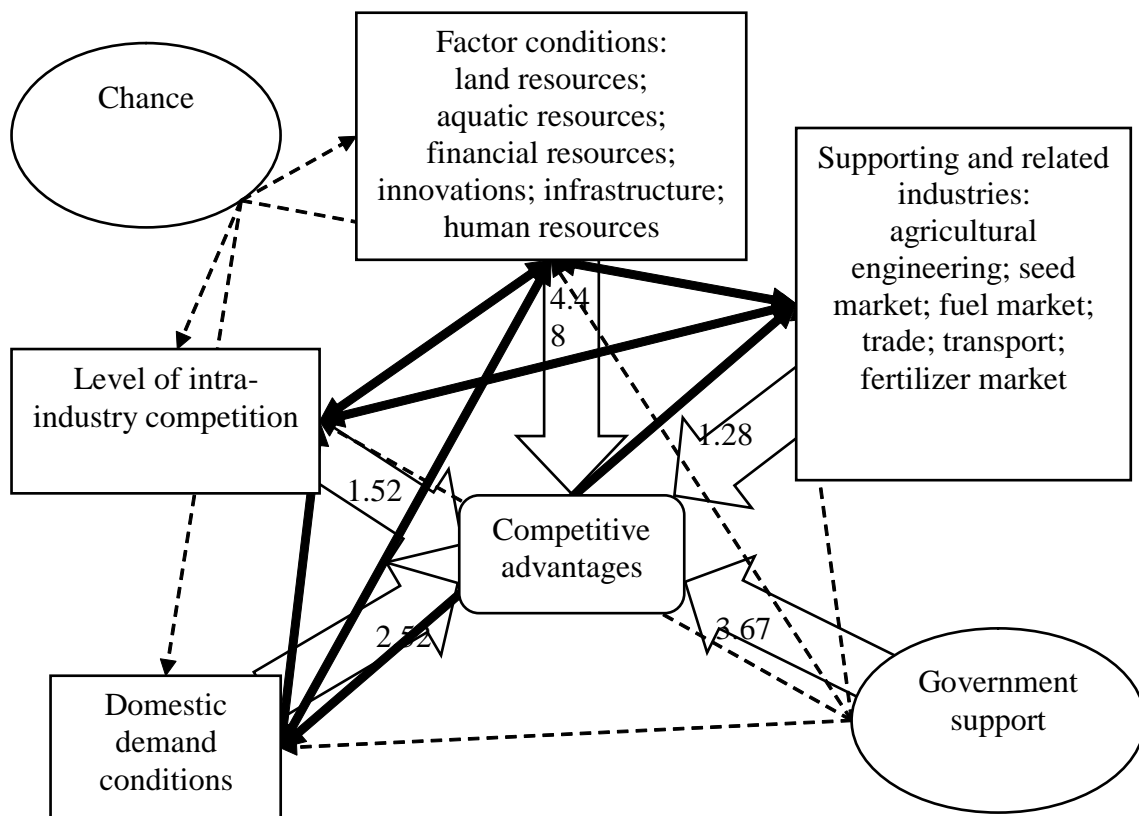 Chance
Factor conditions:
land resources;
aquatic resources;
financial resources;
innovations; infrastructure;
human resources
Supporting and related
industries:
agricultural
engineering; seed
market; fuel market;
trade; transport;
fertilizer market
4.4
8
Level of intra-
industry competition
1.28
1.52
Competitive
advantages
2.52
3.67
Government
support
Domestic
demand
conditions